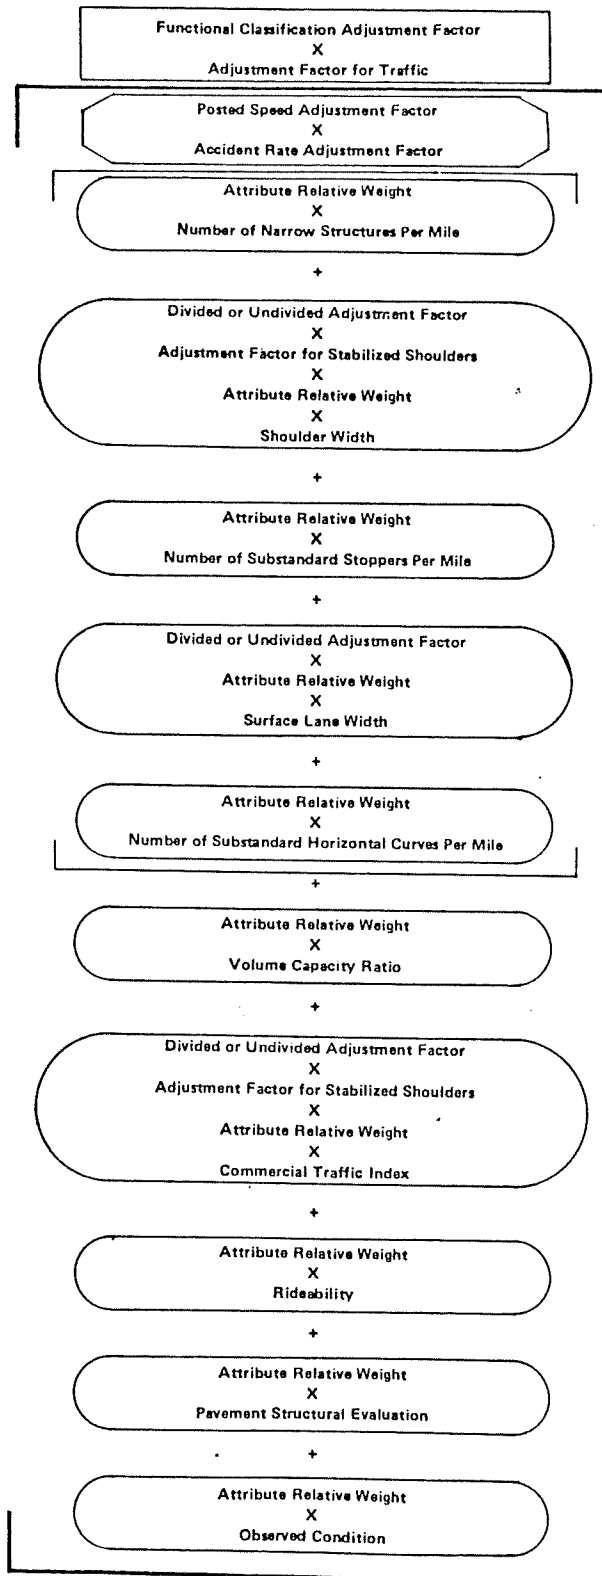 Functional Classification Adjustment Factor
X
Adjustment Factor for Traffic
Posted Speed Adjustment Factor
X
Accident Rate Adjustment Factor
Attribute Relative Weight
X
Number of Narrow Structures Per Mile
+
Divided or Undivided Adjustment Factor
X
Adjustment Factor for Stabilized Shoulders
X
Attribute Relative Weight
X
Shoulder Width
+
Attribute Relative Weight
X
Number of Substandard Stoppers Per Mile
+
Divided or Undivided Adjustment Factor
X
Attribute Relative Weight
X
Surface Lane Width
+
Attribute Relative Weight
X
Number of Substandard Horizontal Curves Per Mile
+
Attribute Relative Weight
X
Volume Capacity Ratio
+
Divided or Undivided Adjustment Factor
X
Adjustment Factor for Stabilized Shoulders
X
Attribute Relative Weight
X
Commercial Traffic Index
+
Attribute Relative Weight
X
Rideability
+
Attribute Relative Weight
X
Pavement Structural Evaluation
+
Attribute Relative Weight
X
Observed Condition